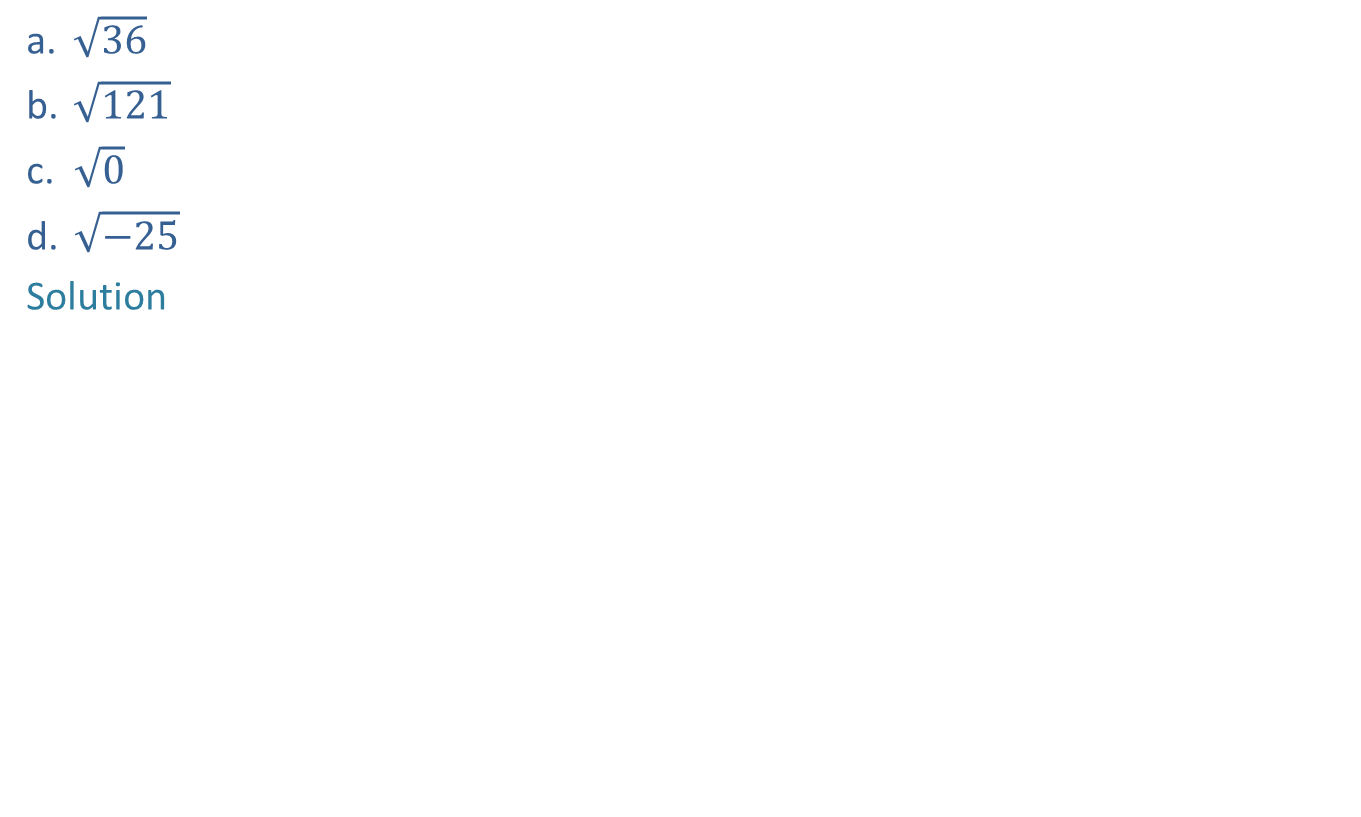 a. √36
b. √121
c. √0
d. √−25
Solution